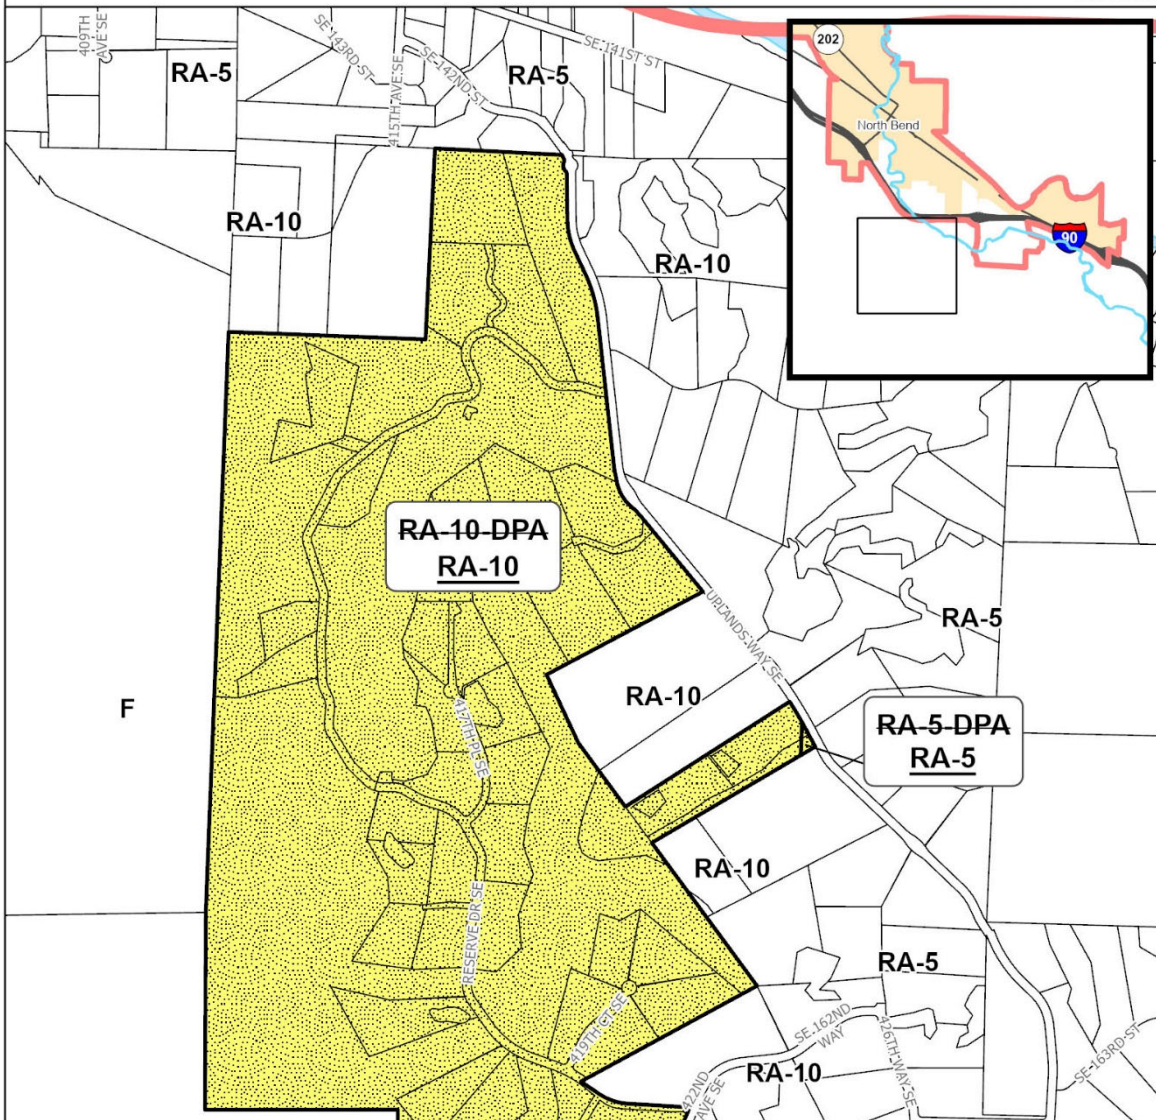 409TH
AVE SE
RA-5
SE 143RD ST
415TH AVE SE
SE 142ND ST
RA-5
SE 141ST ST
202
North Bend
90
RA-10
RA-10
RA-10-DPA
RA-10
UPLANDS WAY SE
RA-5
F
RA-10
417TH PL SE
RA-5-DPA
RA-5
RA-10
RESERVE DR SE
RA-5
419TH CT SE
SE 162ND
WAY
426TH WAY SE
SE 163RD ST
RA-10
422ND
AVE SE